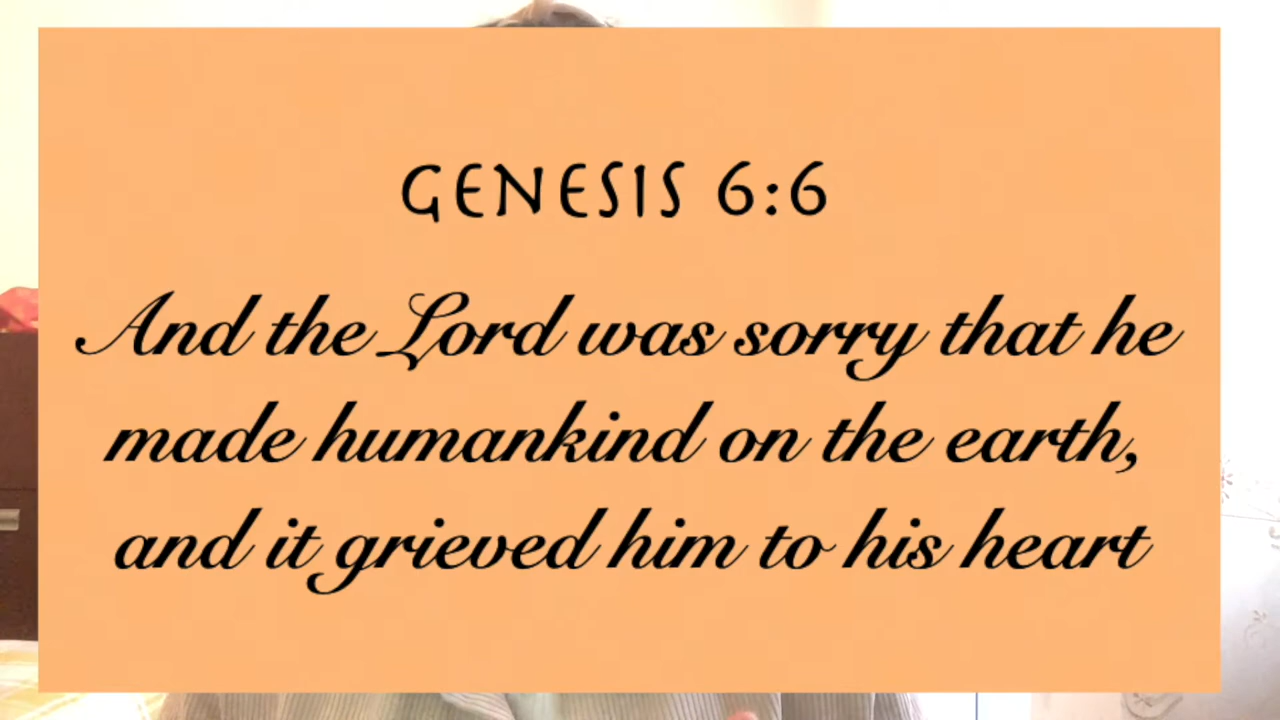 GENESIS 6:6
And the Lord was sorry that he
made humankind on the earth,
and it grieved him to his heart